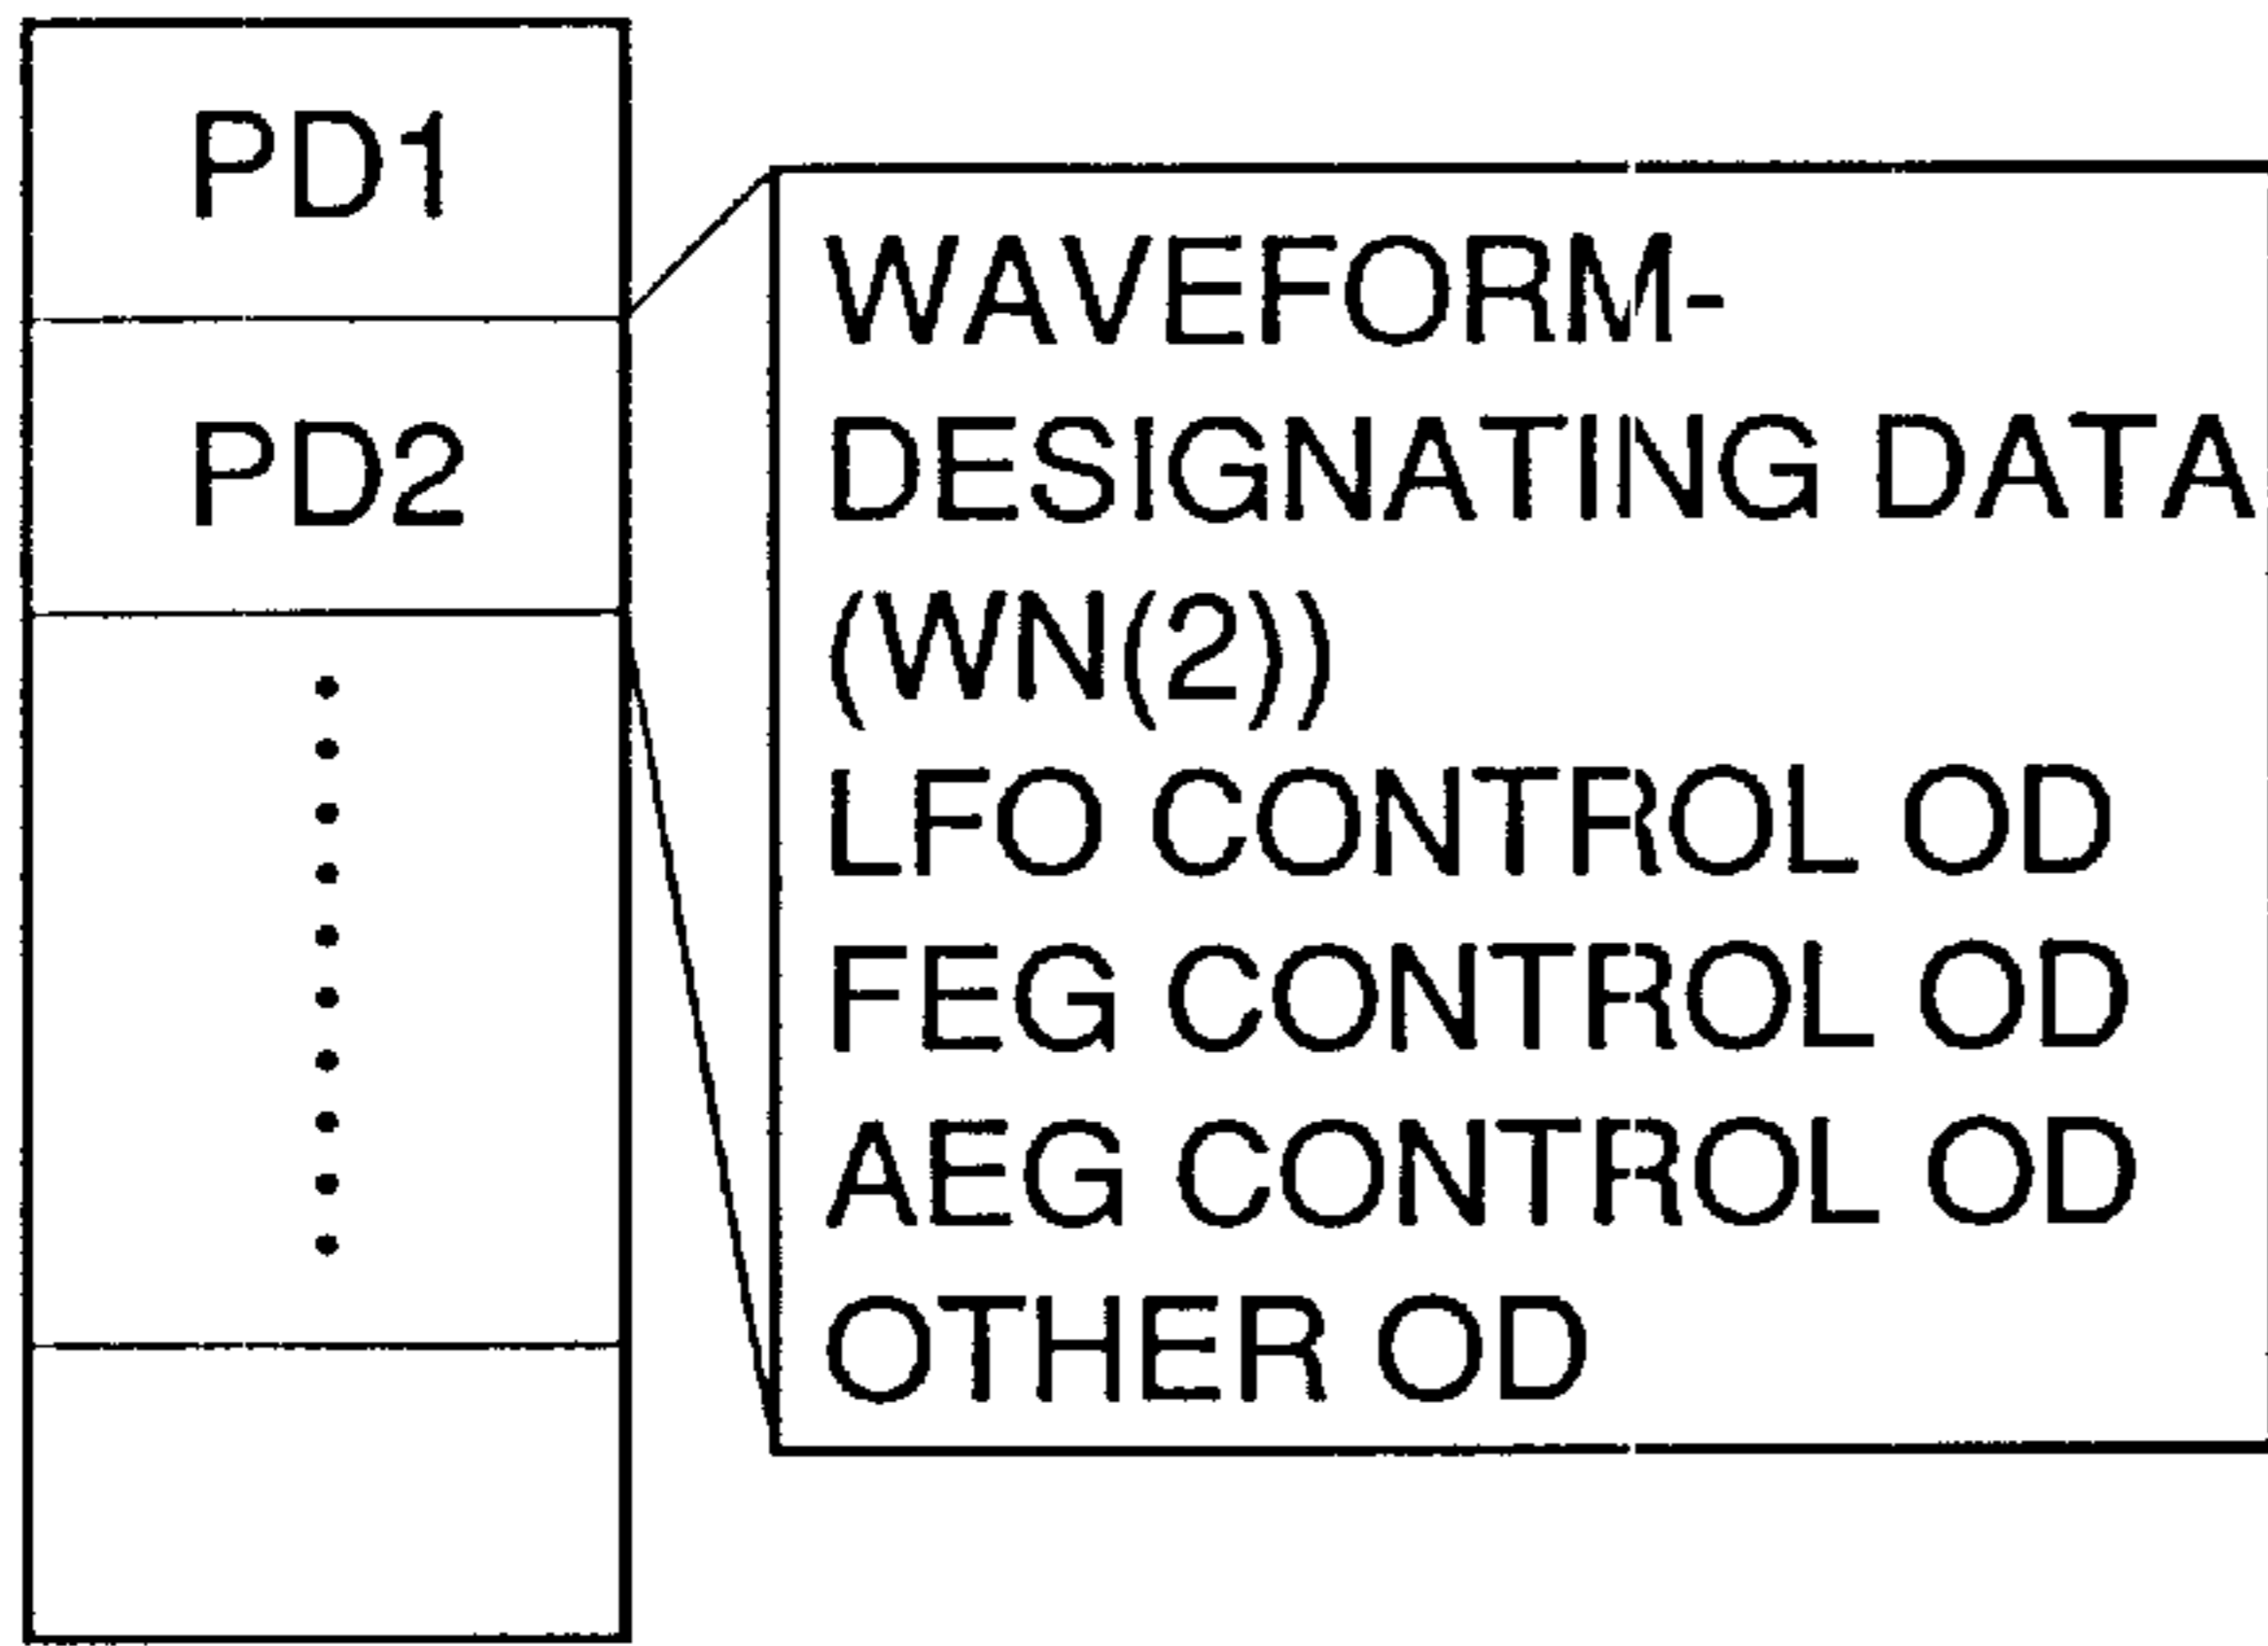 PD1
PD2
WAVEFORM-
DESIGNATING DATA
(WN(2))
LFO CONTROL OD
FEG CONTROL OD
AEG CONTROL OD
OTHER OD